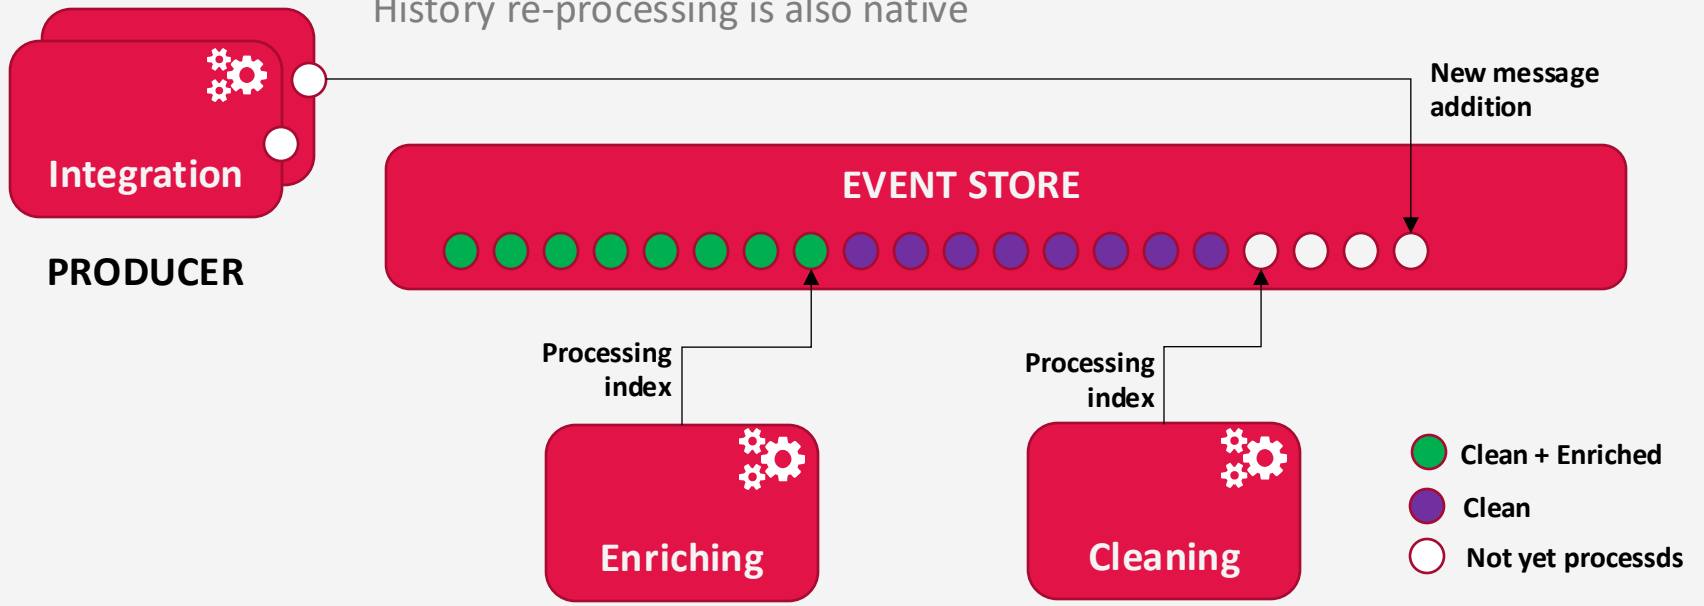 History re-processing is also native
New message
addition
Integration
EVENT STORE
PRODUCER
Processing
index
Processing
index
Enriching
Cleaning
Clean + Enriched
Clean
Not yet processds